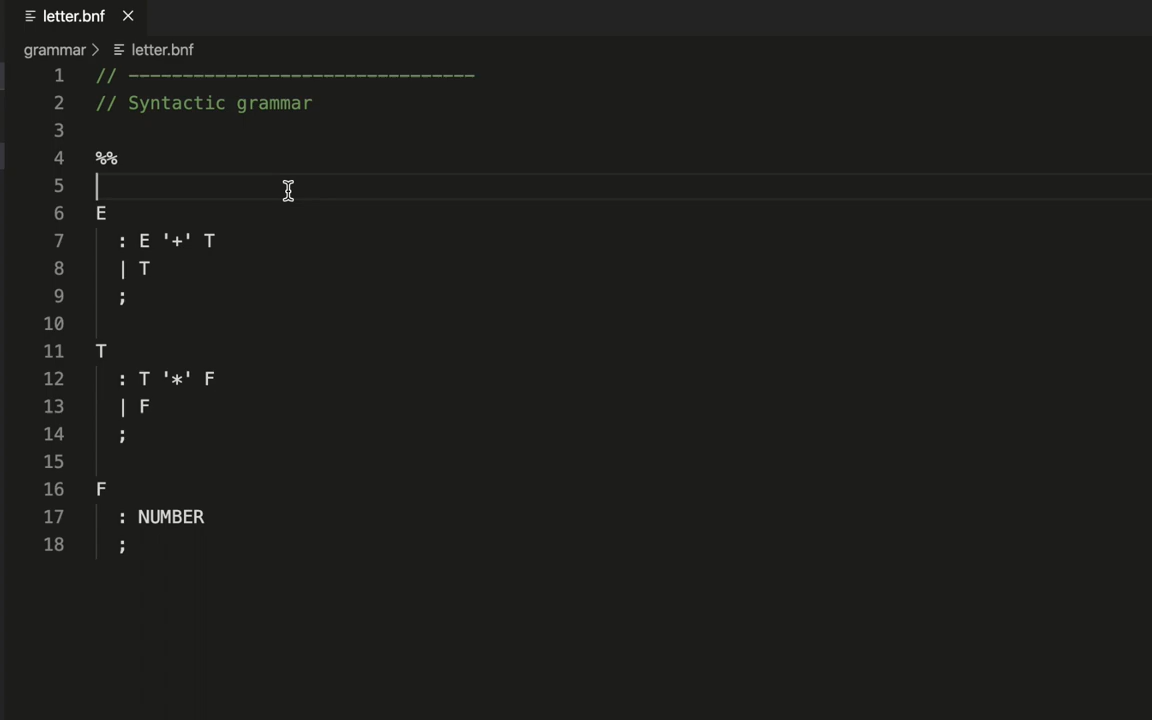 letter.bnf
grammar > letter.bnf
1 // --------------------------------
2 // Syntactic grammar
3
4 %%
5
6 E
7 : E '+' T
8 | T
9 ;
10
11 T
12 : T '*' F
13 | F
14 ;
15
16 F
17 : NUMBER
18 ;